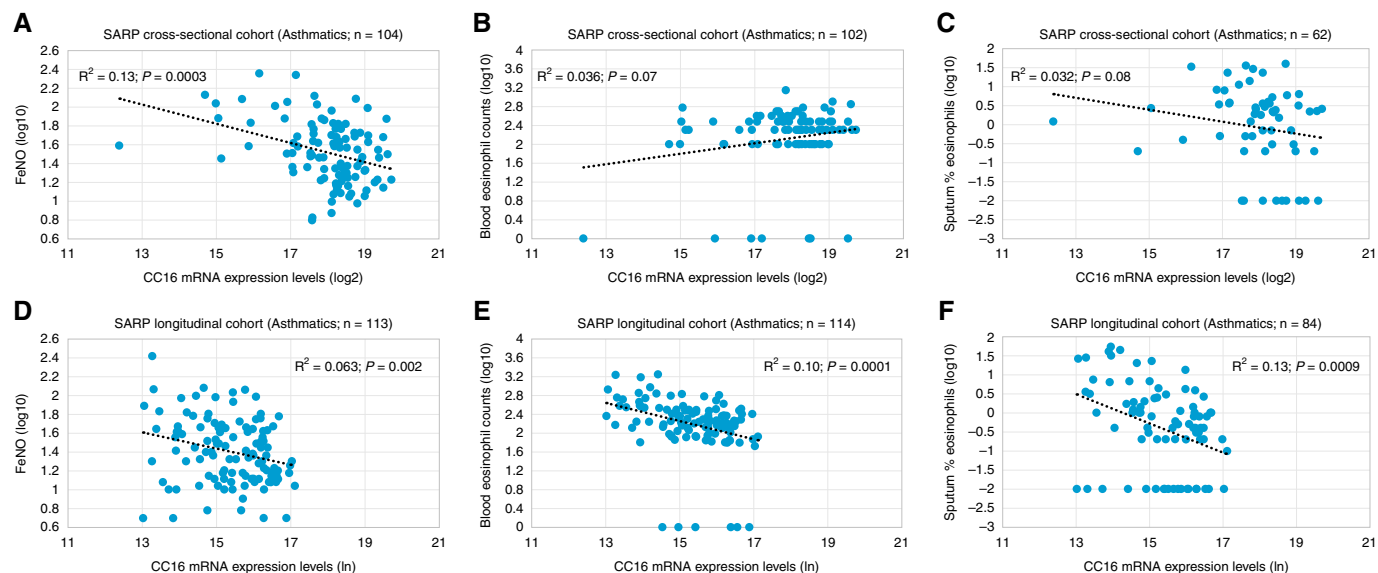 A
SARP cross-sectional cohort (Asthmatics; n = 104)
R² = 0.13; P = 0.0003
FeNO (log10)
2.6
2.4
2.2
2
1.8
1.6
1.4
1.2
1
0.8
0.6
11 13 15 17 19 21
CC16 mRNA expression levels (log2)
B
SARP cross-sectional cohort (Asthmatics; n = 102)
R² = 0.036; P = 0.07
Blood eosinophil counts (log10)
4
3.6
3.2
2.8
2.4
2
1.6
1.2
0.8
0.4
0
11 13 15 17 19 21
CC16 mRNA expression levels (log2)
C
SARP cross-sectional cohort (Asthmatics; n = 62)
R² = 0.032; P = 0.08
Sputum % eosinophils (log10)
2
1.5
1
0.5
0
−0.5
−1
−1.5
−2
−2.5
−3
11 13 15 17 19 21
CC16 mRNA expression levels (log2)
D
SARP longitudinal cohort (Asthmatics; n = 113)
R² = 0.063; P = 0.002
FeNO (log10)
2.6
2.4
2.2
2
1.8
1.6
1.4
1.2
1
0.8
0.6
11 13 15 17 19 21
CC16 mRNA expression levels (ln)
E
SARP longitudinal cohort (Asthmatics; n = 114)
R² = 0.10; P = 0.0001
Blood eosinophil counts (log10)
4
3.6
3.2
2.8
2.4
2
1.6
1.2
0.8
0.4
0
11 13 15 17 19 21
CC16 mRNA expression levels (ln)
F
SARP longitudinal cohort (Asthmatics; n = 84)
R² = 0.13; P = 0.0009
Sputum % eosinophils (log10)
2
1.5
1
0.5
0
−0.5
−1
−1.5
−2
−2.5
−3
11 13 15 17 19 21
CC16 mRNA expression levels (ln)